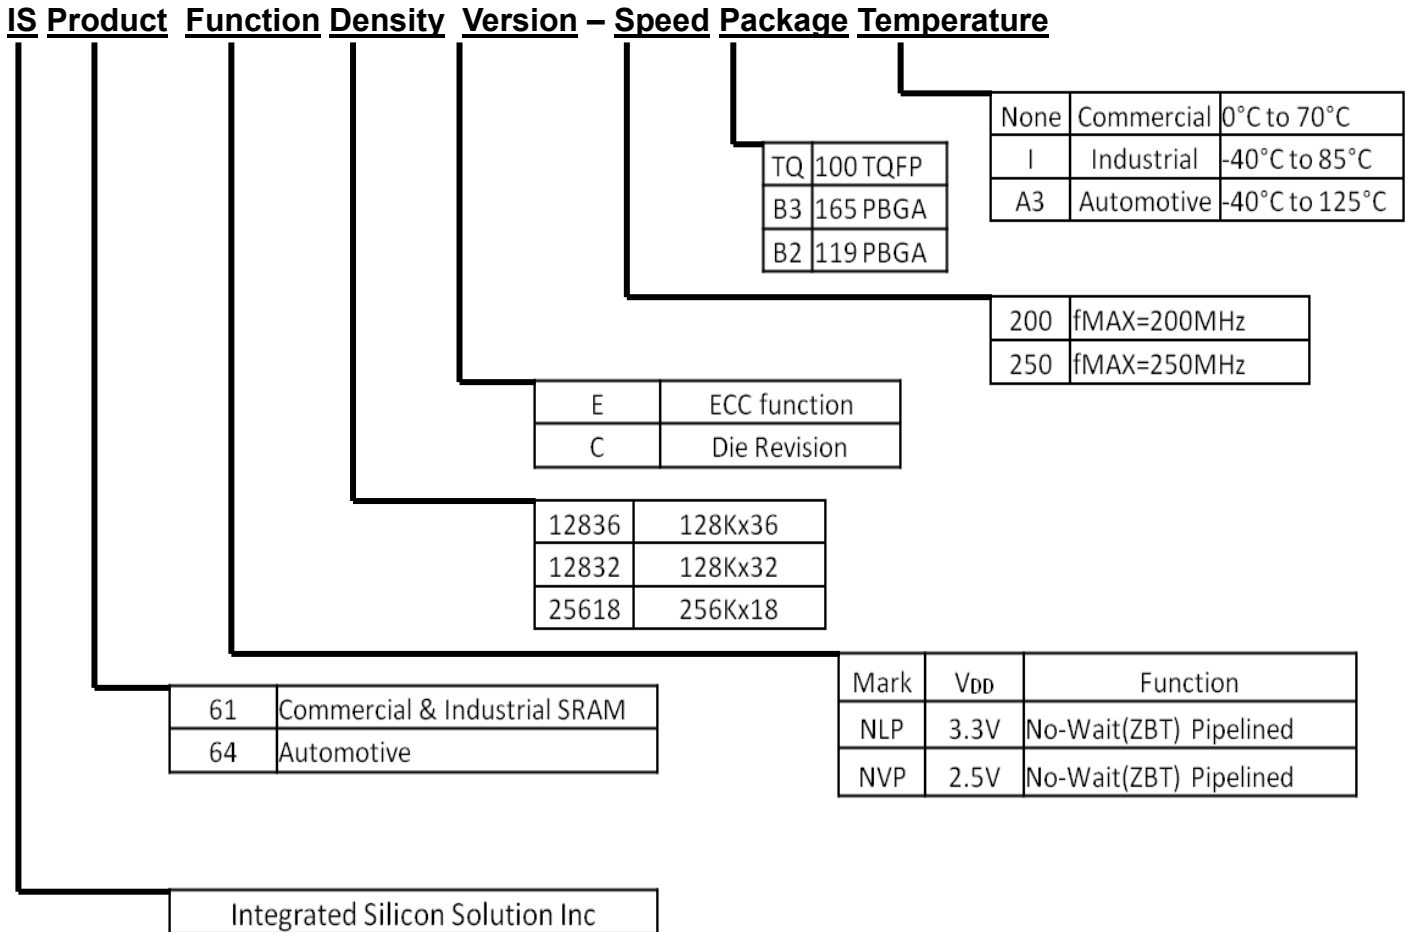 IS Product Function Density Version – Speed Package Temperature
None Commercial 0°C to 70°C
I Industrial -40°C to 85°C
A3 Automotive -40°C to 125°C
TQ 100 TQFP
B3 165 PBGA
B2 119 PBGA
200 fMAX=200MHz
250 fMAX=250MHz
E ECC function
C Die Revision
12836 128Kx36
12832 128Kx32
25618 256Kx18
Mark VDD Function
NLP 3.3V No-Wait(ZBT) Pipelined
NVP 2.5V No-Wait(ZBT) Pipelined
61 Commercial & Industrial SRAM
64 Automotive
Integrated Silicon Solution Inc